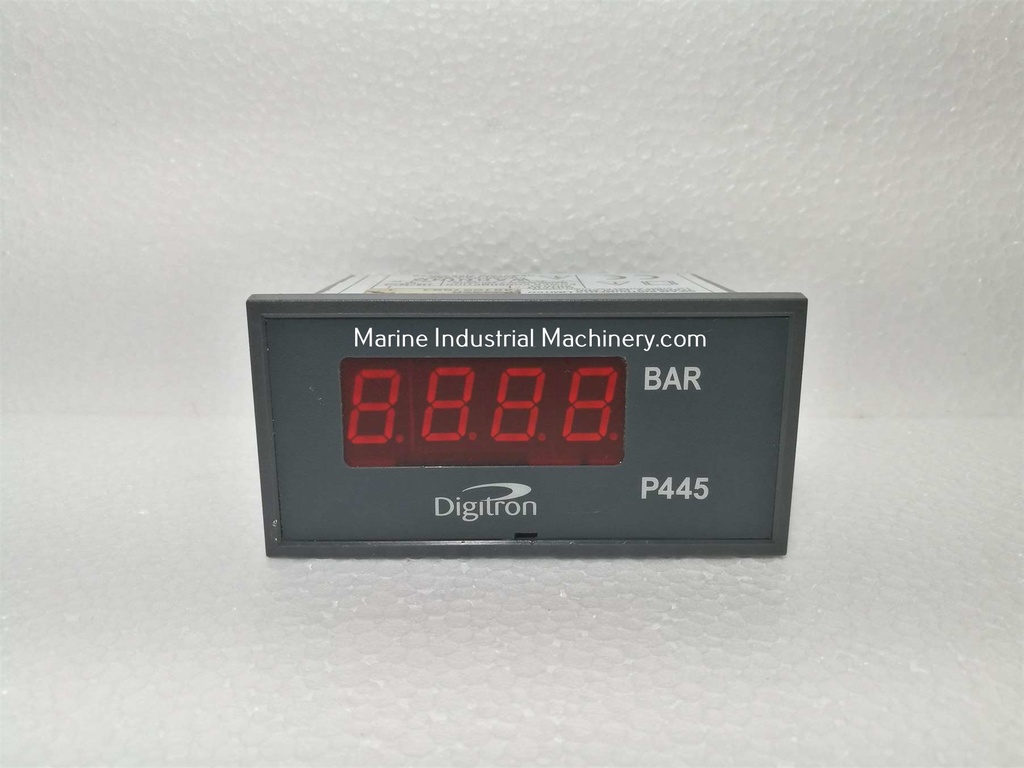 Marine Industrial Machinery.com
8.8.8.8
BAR
Digitron
P445